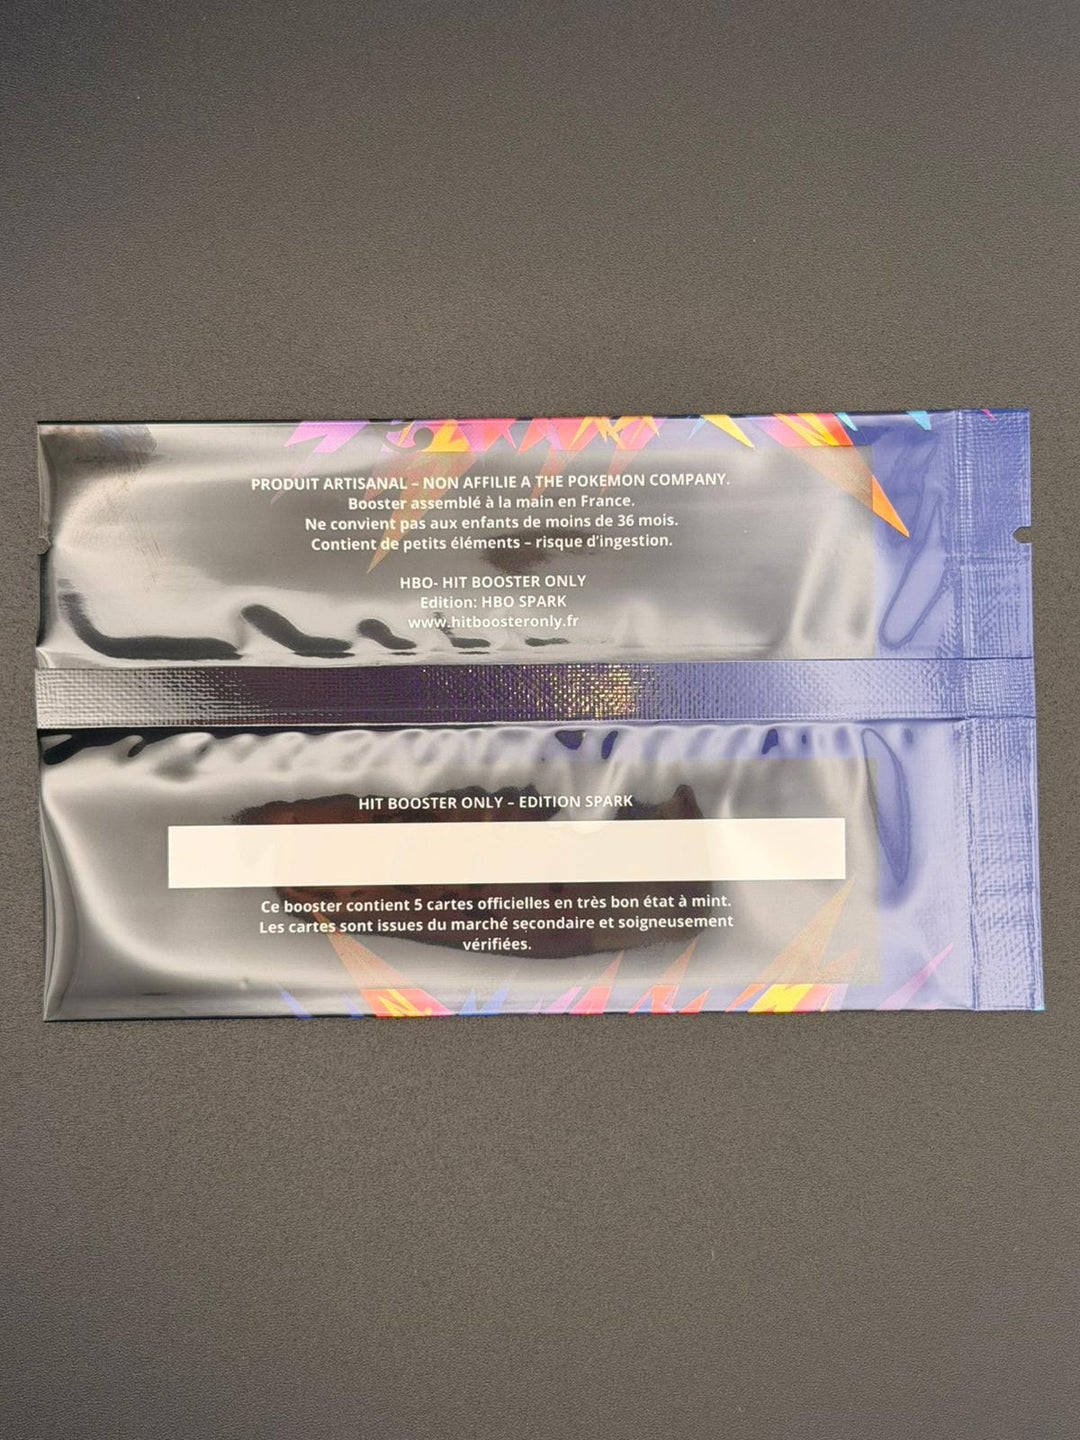 PRODUIT ARTISANAL – NON AFFILIE A THE POKEMON COMPANY.
Booster assemblé à la main en France.
Ne convient pas aux enfants de moins de 36 mois.
Contient de petits éléments – risque d'ingestion.
HBO- HIT BOOSTER ONLY
Edition: HBO SPARK
www.hitboosteronly.fr
HIT BOOSTER ONLY – EDITION SPARK
Ce booster contient 5 cartes officielles en très bon état à mint.
Les cartes sont issues du marché secondaire et soigneusement
vérifiées.